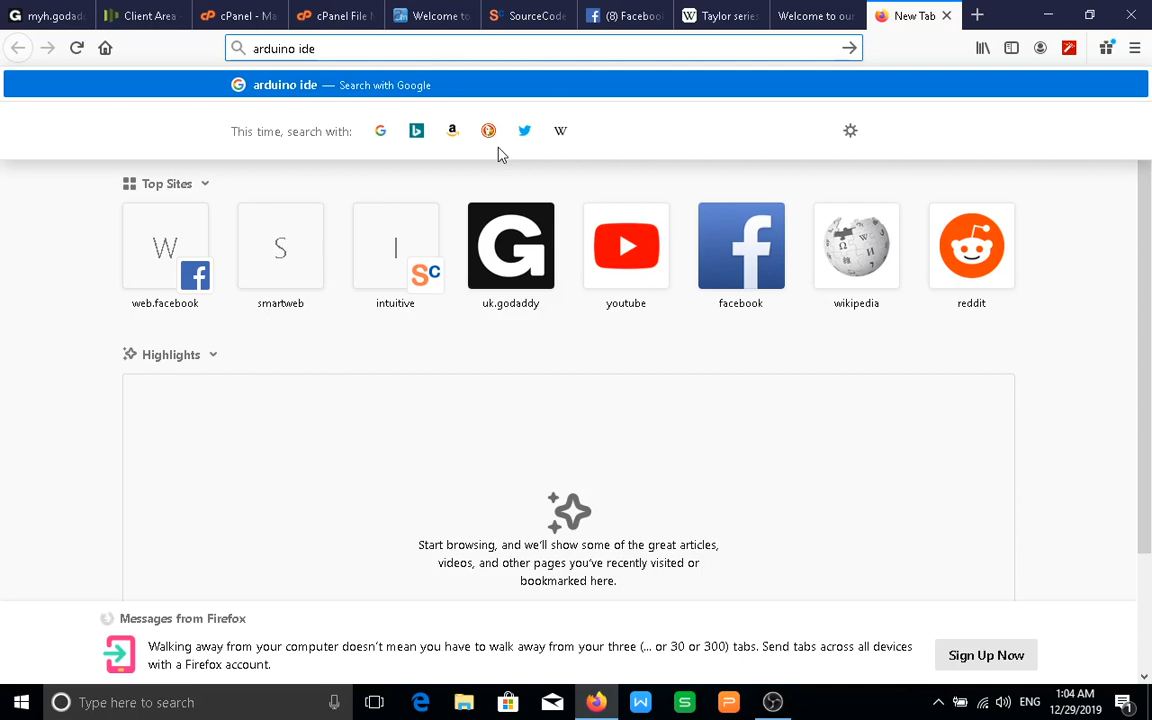 myh.godad
Client Area
cPanel - Ma
cPanel File M
Welcome to
SourceCod
(8) Faceboo
Taylor series
Welcome to our
New Tab
arduino ide
arduino ide — Search with Google
This time, search with:
Top Sites
W
S
I
web.facebook
smartweb
intuitive
uk.godaddy
youtube
facebook
wikipedia
reddit
Highlights
Start browsing, and we'll show some of the great articles,
videos, and other pages you've recently visited or
bookmarked here.
Messages from Firefox
Walking away from your computer doesn't mean you have to walk away from your three (... or 30 or 300) tabs. Send tabs across all devices
with a Firefox account.
Sign Up Now
Type here to search
ENG
1:04 AM
12/29/2019